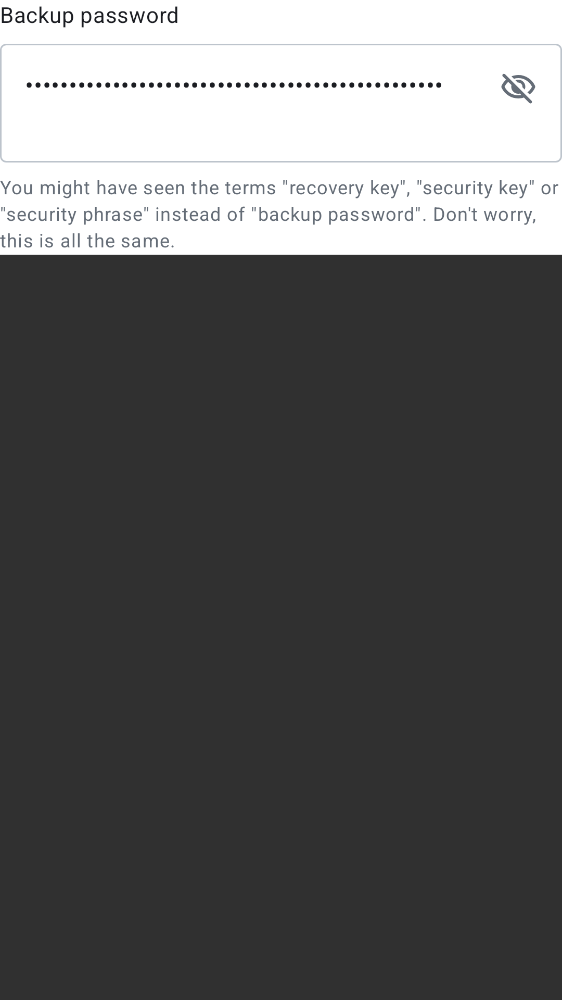 Backup password
••••••••••••••••••••••••••••••••••••••••••••••••
You might have seen the terms "recovery key", "security key" or
"security phrase" instead of "backup password". Don't worry,
this is all the same.